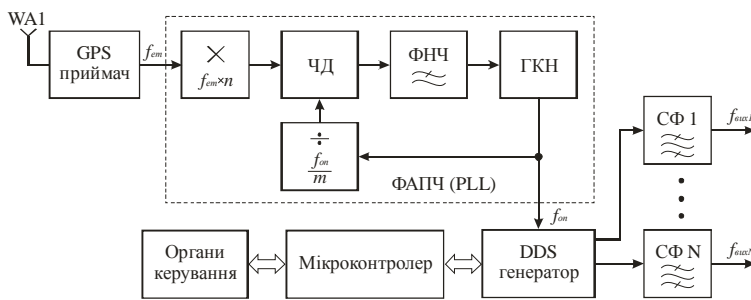 WA1
GPS
приймач
fет
×
fет×n
ЧД
ФНЧ
ГКН
÷
fоп
m
ФАПЧ (PLL)
fоп
СФ 1
fвих1
Органи
керування
Мікроконтролер
DDS
генератор
СФ N
fвихN